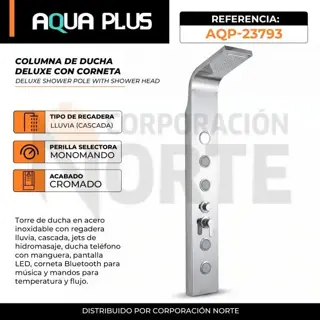 AQUA PLUS
REFERENCIA:
AQP-23793
COLUMNA DE DUCHA
DELUXE CON CORNETA
DELUXE SHOWER POLE WITH SHOWER HEAD
TIPO DE REGADERA
LLUVIA (CASCADA)
PERILLA SELECTORA
MONOMANDO
ACABADO
CROMADO
CORPORACIÓN
NORTE
Torre de ducha en acero
inoxidable con regadera
lluvia, cascada, jets de
hidromasaje, ducha teléfono
con manguera, pantalla
LED, corneta Bluetooth para
música y mandos para
temperatura y flujo.
DISTRIBUIDO POR CORPORACIÓN NORTE